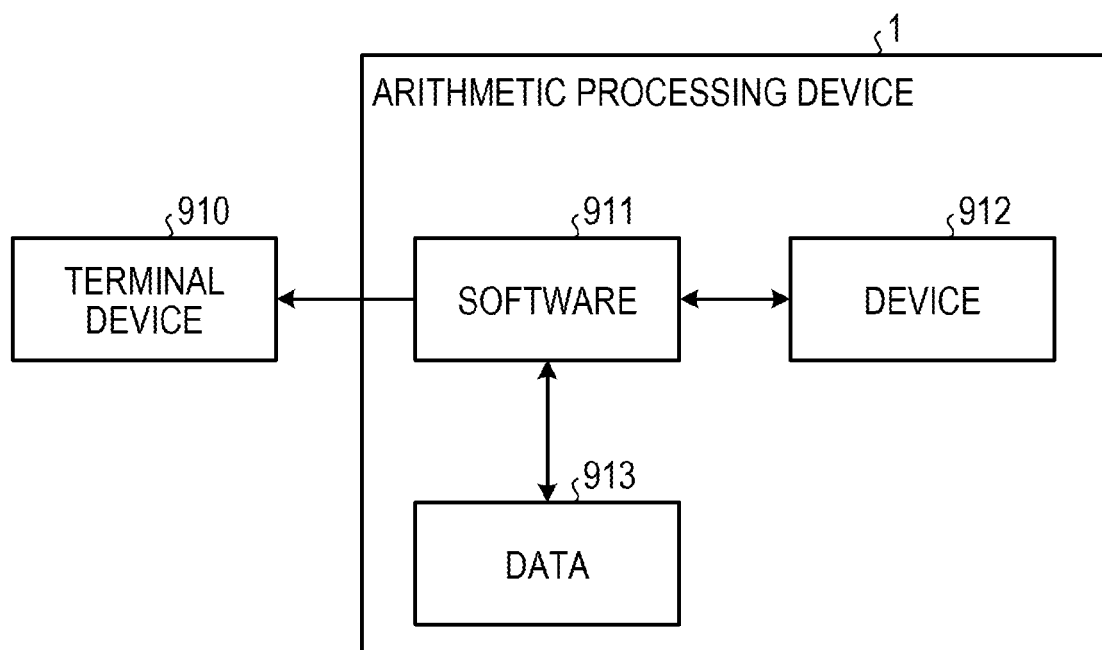 1
ARITHMETIC PROCESSING DEVICE
910
911
912
TERMINAL
DEVICE
SOFTWARE
DEVICE
913
DATA